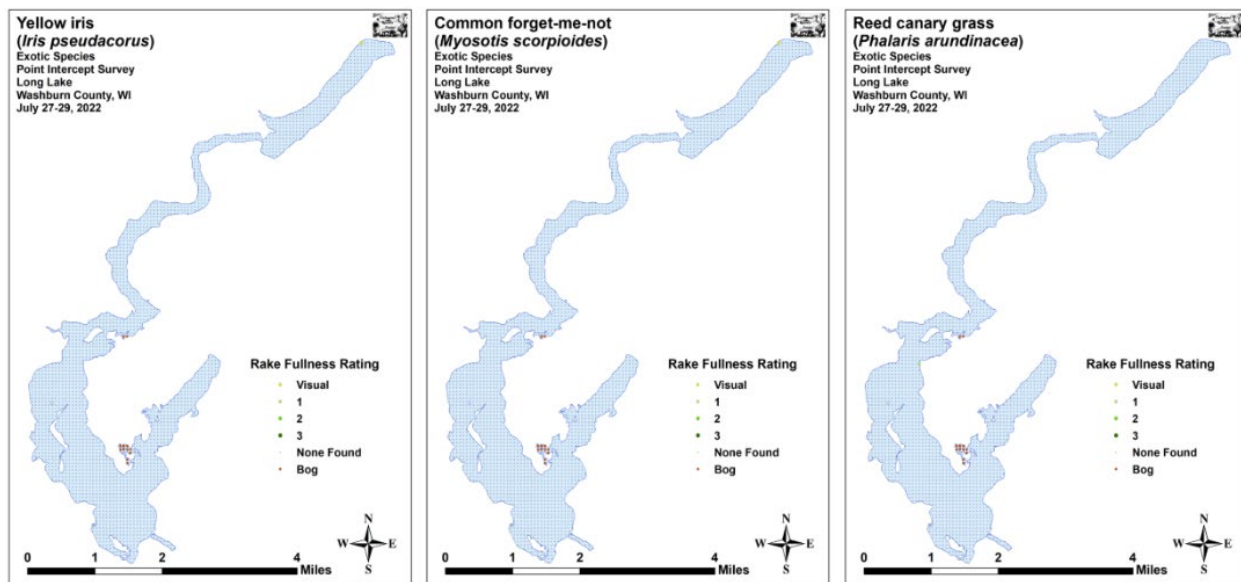 Yellow iris
(Iris pseudacorus)
Exotic Species
Point Intercept Survey
Long Lake
Washburn County, WI
July 27-29, 2022
Rake Fullness Rating
Visual
1
2
3
None Found
Bog
N
W E
S
0 1 2 4
Miles
Common forget-me-not
(Myosotis scorpioides)
Exotic Species
Point Intercept Survey
Long Lake
Washburn County, WI
July 27-29, 2022
Rake Fullness Rating
Visual
1
2
3
None Found
Bog
N
W E
S
0 1 2 4
Miles
Reed canary grass
(Phalaris arundinacea)
Exotic Species
Point Intercept Survey
Long Lake
Washburn County, WI
July 27-29, 2022
Rake Fullness Rating
Visual
1
2
3
None Found
Bog
N
W E
S
0 1 2 4
Miles